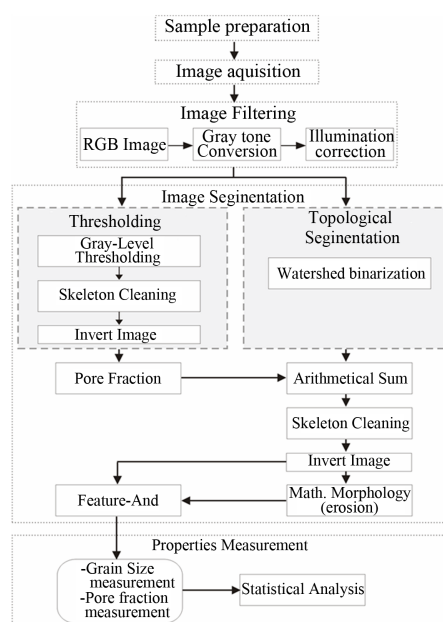 Sample preparation
Image aquisition
Image Filtering
RGB Image
Gray tone
Conversion
Illumination
correction
Image Seginentation
Thresholding
Gray-Level
Thresholding
Skeleton Cleaning
Invert Image
Topological
Seginentation
Watershed binarization
Pore Fraction
Arithmetical Sum
Skeleton Cleaning
Invert Image
Feature-And
Math. Morphology
(erosion)
Properties Measurement
-Grain Size
measurement
-Pore fraction
measurement
Statistical Analysis